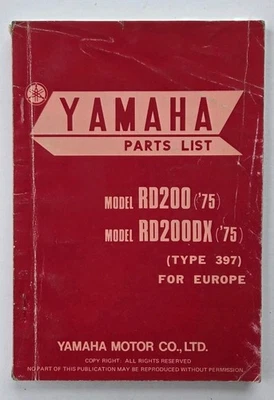 YAMAHA
PARTS LIST
MODEL RD200 ('75)
MODEL RD200DX ('75)
(TYPE 397)
FOR EUROPE
YAMAHA MOTOR CO., LTD.
COPY RIGHT: ALL RIGHTS RESERVED
NO PART OF THIS PUBLICATION MAY BE REPRODUCED WITHOUT PERMISSION.